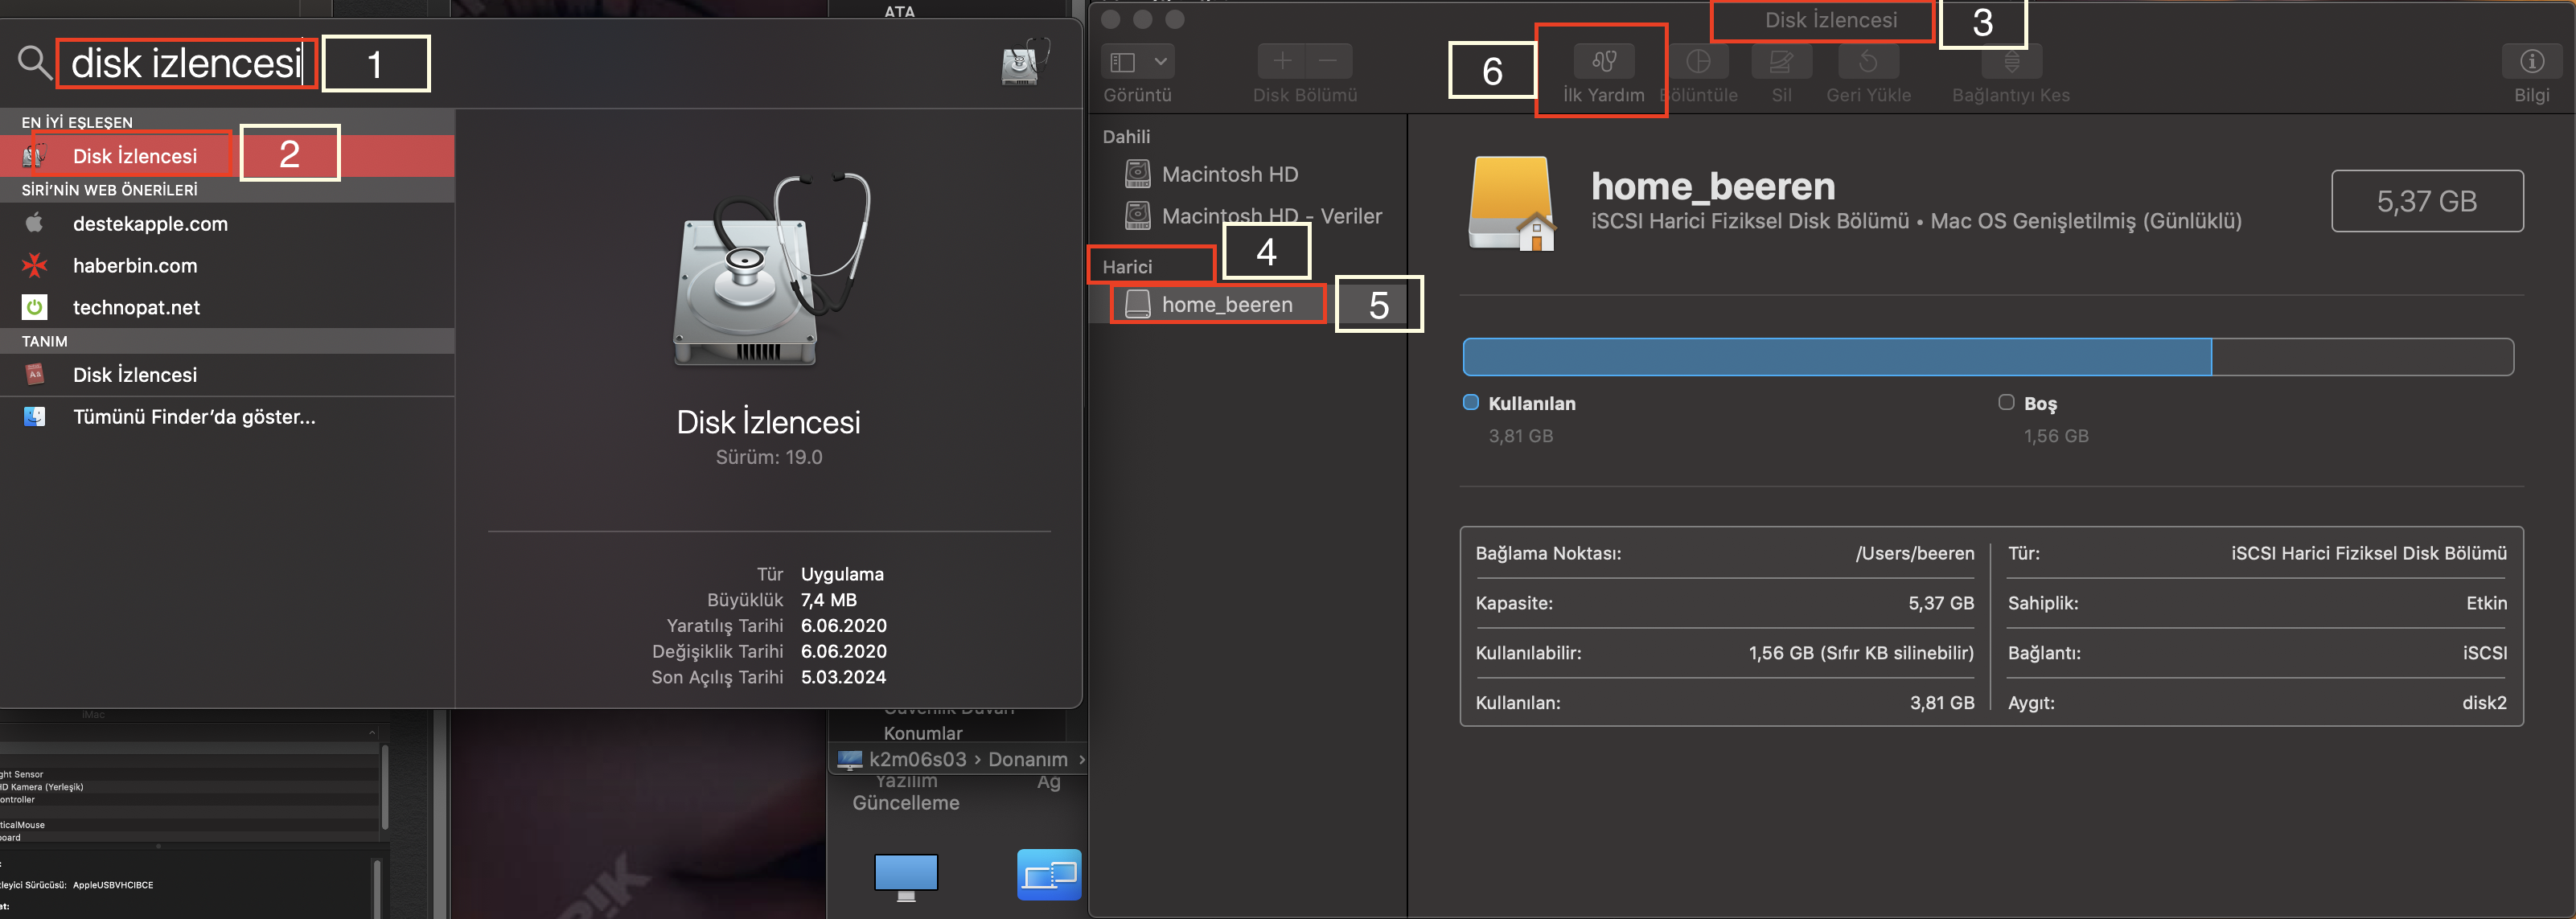 ATA
disk izlencesi
1
EN İYİ EŞLEŞEN
Disk İzlencesi
2
SİRİ'NİN WEB ÖNERİLERİ
destekapple.com
haberbin.com
technopat.net
TANIM
Disk İzlencesi
Tümünü Finder'da göster...
Disk İzlencesi
Sürüm: 19.0
Tür Uygulama
Büyüklük 7,4 MB
Yaratılış Tarihi 6.06.2020
Değişiklik Tarihi 6.06.2020
Son Açılış Tarihi 5.03.2024
iMac
ght Sensor
HD Kamera (Yerleşik)
ontroller
ticalMouse
board
tleyici Sürücüsü: AppleUSBVHCIBCE
at:
Güvenlik Duvarı
Konumlar
k2m06s03 › Donanım ›
Yazılım
Güncelleme
Ağ
Disk İzlencesi
3
Görüntü
Disk Bölümü
6
İlk Yardım
Bölüntüle
Sil
Geri Yükle
Bağlantıyı Kes
Bilgi
Dahili
Macintosh HD
Macintosh HD - Veriler
Harici
4
home_beeren
5
home_beeren
iSCSI Harici Fiziksel Disk Bölümü • Mac OS Genişletilmiş (Günlüklü)
5,37 GB
Kullanılan
3,81 GB
Boş
1,56 GB
Bağlama Noktası: /Users/beeren
Kapasite: 5,37 GB
Kullanılabilir: 1,56 GB (Sıfır KB silinebilir)
Kullanılan: 3,81 GB
Tür: iSCSI Harici Fiziksel Disk Bölümü
Sahiplik: Etkin
Bağlantı: iSCSI
Aygıt: disk2